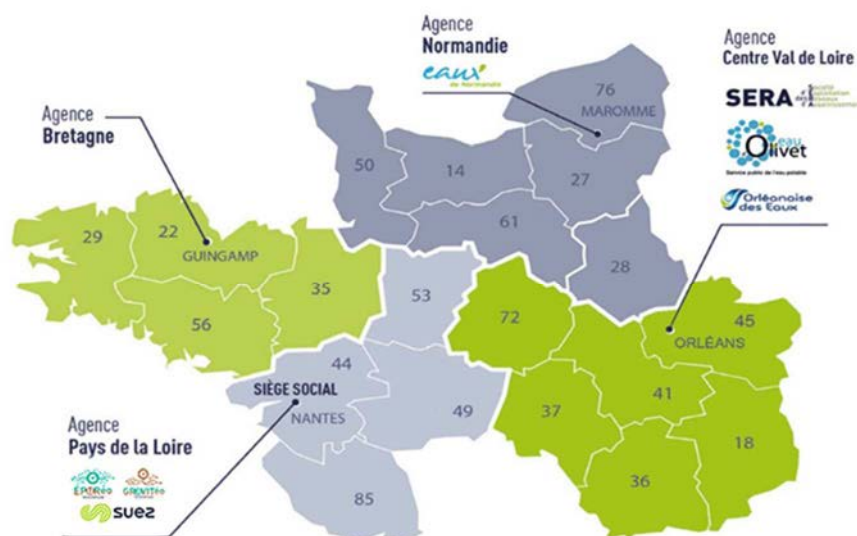 Agence
Normandie
eaux
de Normandie
Agence
Centre Val de Loire
SERA
Agence
Bretagne
eau
Olivet
Service public de l'eau potable
Orléanaise
des Eaux
76
MAROMME
50
14
27
61
28
29
22
GUINGAMP
35
56
53
72
45
ORLÉANS
44
SIÈGE SOCIAL
NANTES
49
41
37
18
36
85
Agence
Pays de la Loire
suez